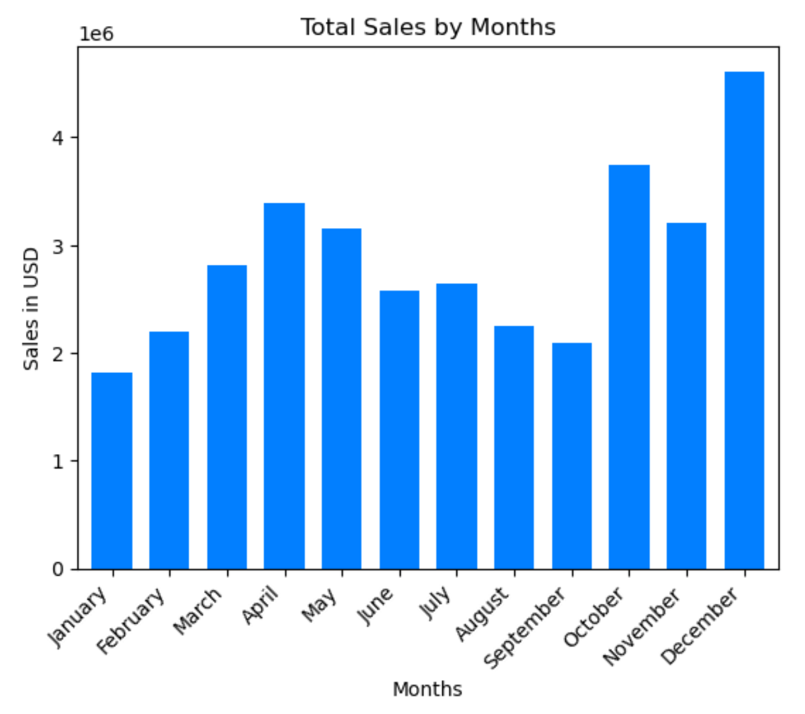 Total Sales by Months
1e6
4
3
2
1
0
Sales in USD
January
February
March
April
May
June
July
August
September
October
November
December
Months